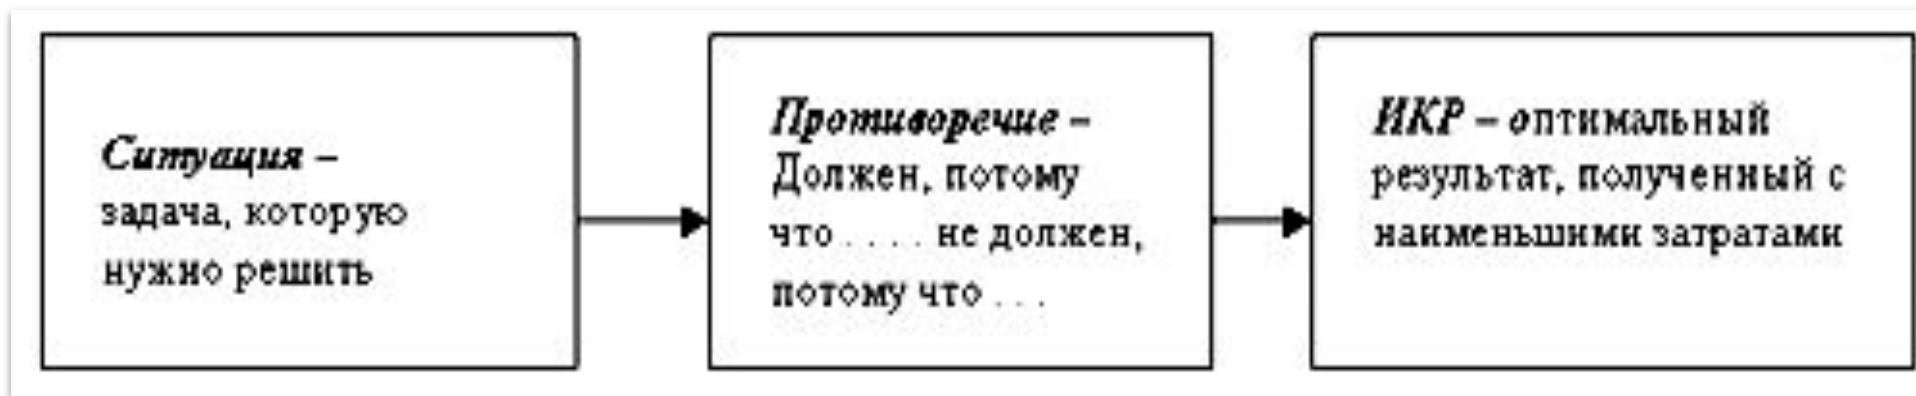 Ситуация –
задача, которую
нужно решить
Противоречие –
Должен, потому
что . . . . не должен,
потому что . . .
ИКР – оптимальный
результат, полученный с
наименьшими затратами